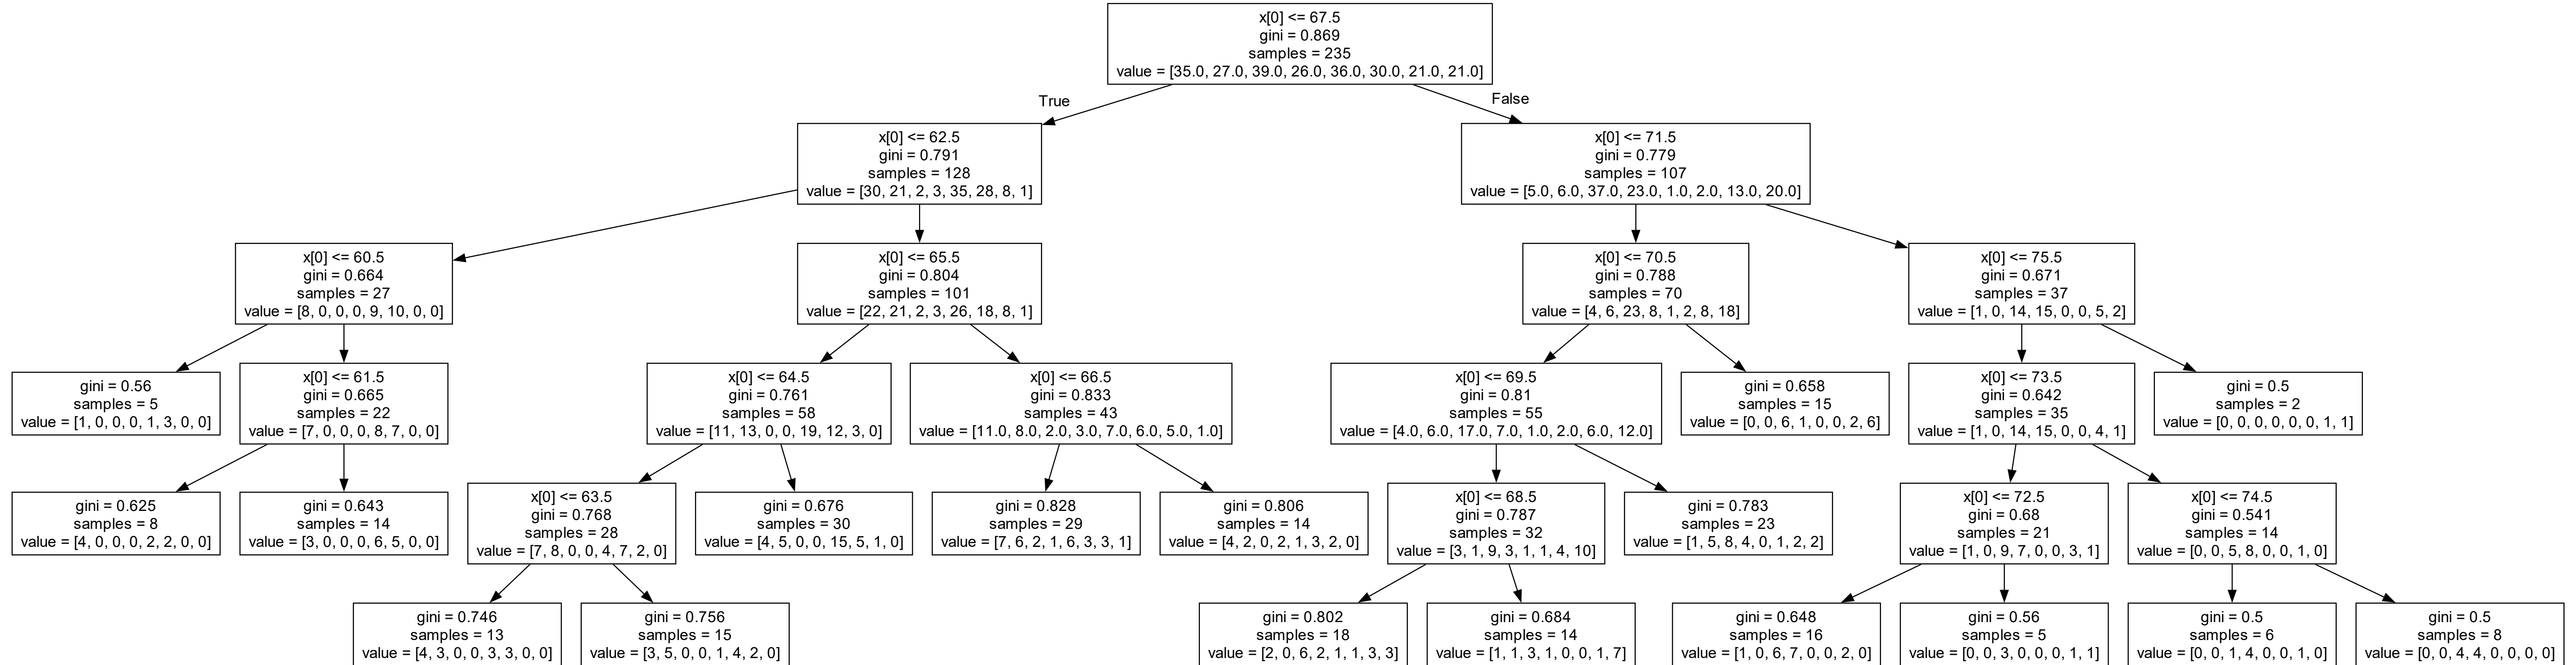 x[0] <= 67.5
gini = 0.869
samples = 235
value = [35.0, 27.0, 39.0, 26.0, 36.0, 30.0, 21.0, 21.0]
True
False
x[0] <= 62.5
gini = 0.791
samples = 128
value = [30, 21, 2, 3, 35, 28, 8, 1]
x[0] <= 71.5
gini = 0.779
samples = 107
value = [5.0, 6.0, 37.0, 23.0, 1.0, 2.0, 13.0, 20.0]
x[0] <= 60.5
gini = 0.664
samples = 27
value = [8, 0, 0, 0, 9, 10, 0, 0]
x[0] <= 65.5
gini = 0.804
samples = 101
value = [22, 21, 2, 3, 26, 18, 8, 1]
x[0] <= 70.5
gini = 0.788
samples = 70
value = [4, 6, 23, 8, 1, 2, 8, 18]
x[0] <= 75.5
gini = 0.671
samples = 37
value = [1, 0, 14, 15, 0, 0, 5, 2]
gini = 0.56
samples = 5
value = [1, 0, 0, 0, 1, 3, 0, 0]
x[0] <= 61.5
gini = 0.665
samples = 22
value = [7, 0, 0, 0, 8, 7, 0, 0]
x[0] <= 64.5
gini = 0.761
samples = 58
value = [11, 13, 0, 0, 19, 12, 3, 0]
x[0] <= 66.5
gini = 0.833
samples = 43
value = [11.0, 8.0, 2.0, 3.0, 7.0, 6.0, 5.0, 1.0]
x[0] <= 69.5
gini = 0.81
samples = 55
value = [4.0, 6.0, 17.0, 7.0, 1.0, 2.0, 6.0, 12.0]
gini = 0.658
samples = 15
value = [0, 0, 6, 1, 0, 0, 2, 6]
x[0] <= 73.5
gini = 0.642
samples = 35
value = [1, 0, 14, 15, 0, 0, 4, 1]
gini = 0.5
samples = 2
value = [0, 0, 0, 0, 0, 0, 1, 1]
gini = 0.625
samples = 8
value = [4, 0, 0, 0, 2, 2, 0, 0]
gini = 0.643
samples = 14
value = [3, 0, 0, 0, 6, 5, 0, 0]
x[0] <= 63.5
gini = 0.768
samples = 28
value = [7, 8, 0, 0, 4, 7, 2, 0]
gini = 0.676
samples = 30
value = [4, 5, 0, 0, 15, 5, 1, 0]
gini = 0.828
samples = 29
value = [7, 6, 2, 1, 6, 3, 3, 1]
gini = 0.806
samples = 14
value = [4, 2, 0, 2, 1, 3, 2, 0]
x[0] <= 68.5
gini = 0.787
samples = 32
value = [3, 1, 9, 3, 1, 1, 4, 10]
gini = 0.783
samples = 23
value = [1, 5, 8, 4, 0, 1, 2, 2]
x[0] <= 72.5
gini = 0.68
samples = 21
value = [1, 0, 9, 7, 0, 0, 3, 1]
x[0] <= 74.5
gini = 0.541
samples = 14
value = [0, 0, 5, 8, 0, 0, 1, 0]
gini = 0.746
samples = 13
value = [4, 3, 0, 0, 3, 3, 0, 0]
gini = 0.756
samples = 15
value = [3, 5, 0, 0, 1, 4, 2, 0]
gini = 0.802
samples = 18
value = [2, 0, 6, 2, 1, 1, 3, 3]
gini = 0.684
samples = 14
value = [1, 1, 3, 1, 0, 0, 1, 7]
gini = 0.648
samples = 16
value = [1, 0, 6, 7, 0, 0, 2, 0]
gini = 0.56
samples = 5
value = [0, 0, 3, 0, 0, 0, 1, 1]
gini = 0.5
samples = 6
value = [0, 0, 1, 4, 0, 0, 1, 0]
gini = 0.5
samples = 8
value = [0, 0, 4, 4, 0, 0, 0, 0]